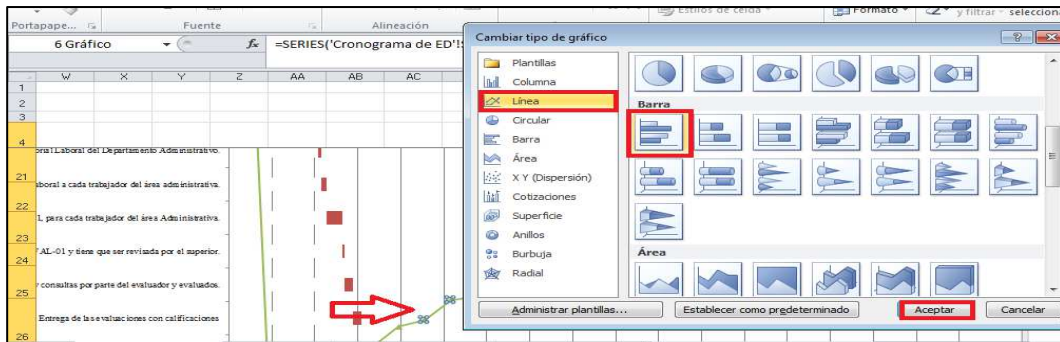 Portapape...
Fuente
Alineación
Estilos de celda
Formato
y filtrar
6 Gráfico
fx
=SERIES('Cronograma de ED'!
W X Y Z AA AB AC
1
2
3
4
21
22
23
24
25
26
Laboral del Departamento Administrativo.
aboral a cada trabajador del área administrativa.
, para cada trabajador del área Administrativa.
AL-01 y tiene que ser revisada por el superior.
consultas por parte del evaluador y evaluados.
Entrega de las evaluaciones con calificaciones
Cambiar tipo de gráfico
Plantillas
Columna
Línea
Circular
Barra
Área
X Y (Dispersión)
Cotizaciones
Superficie
Anillos
Burbuja
Radial
Barra
Área
Administrar plantillas...
Establecer como predeterminado
Aceptar
Cancelar